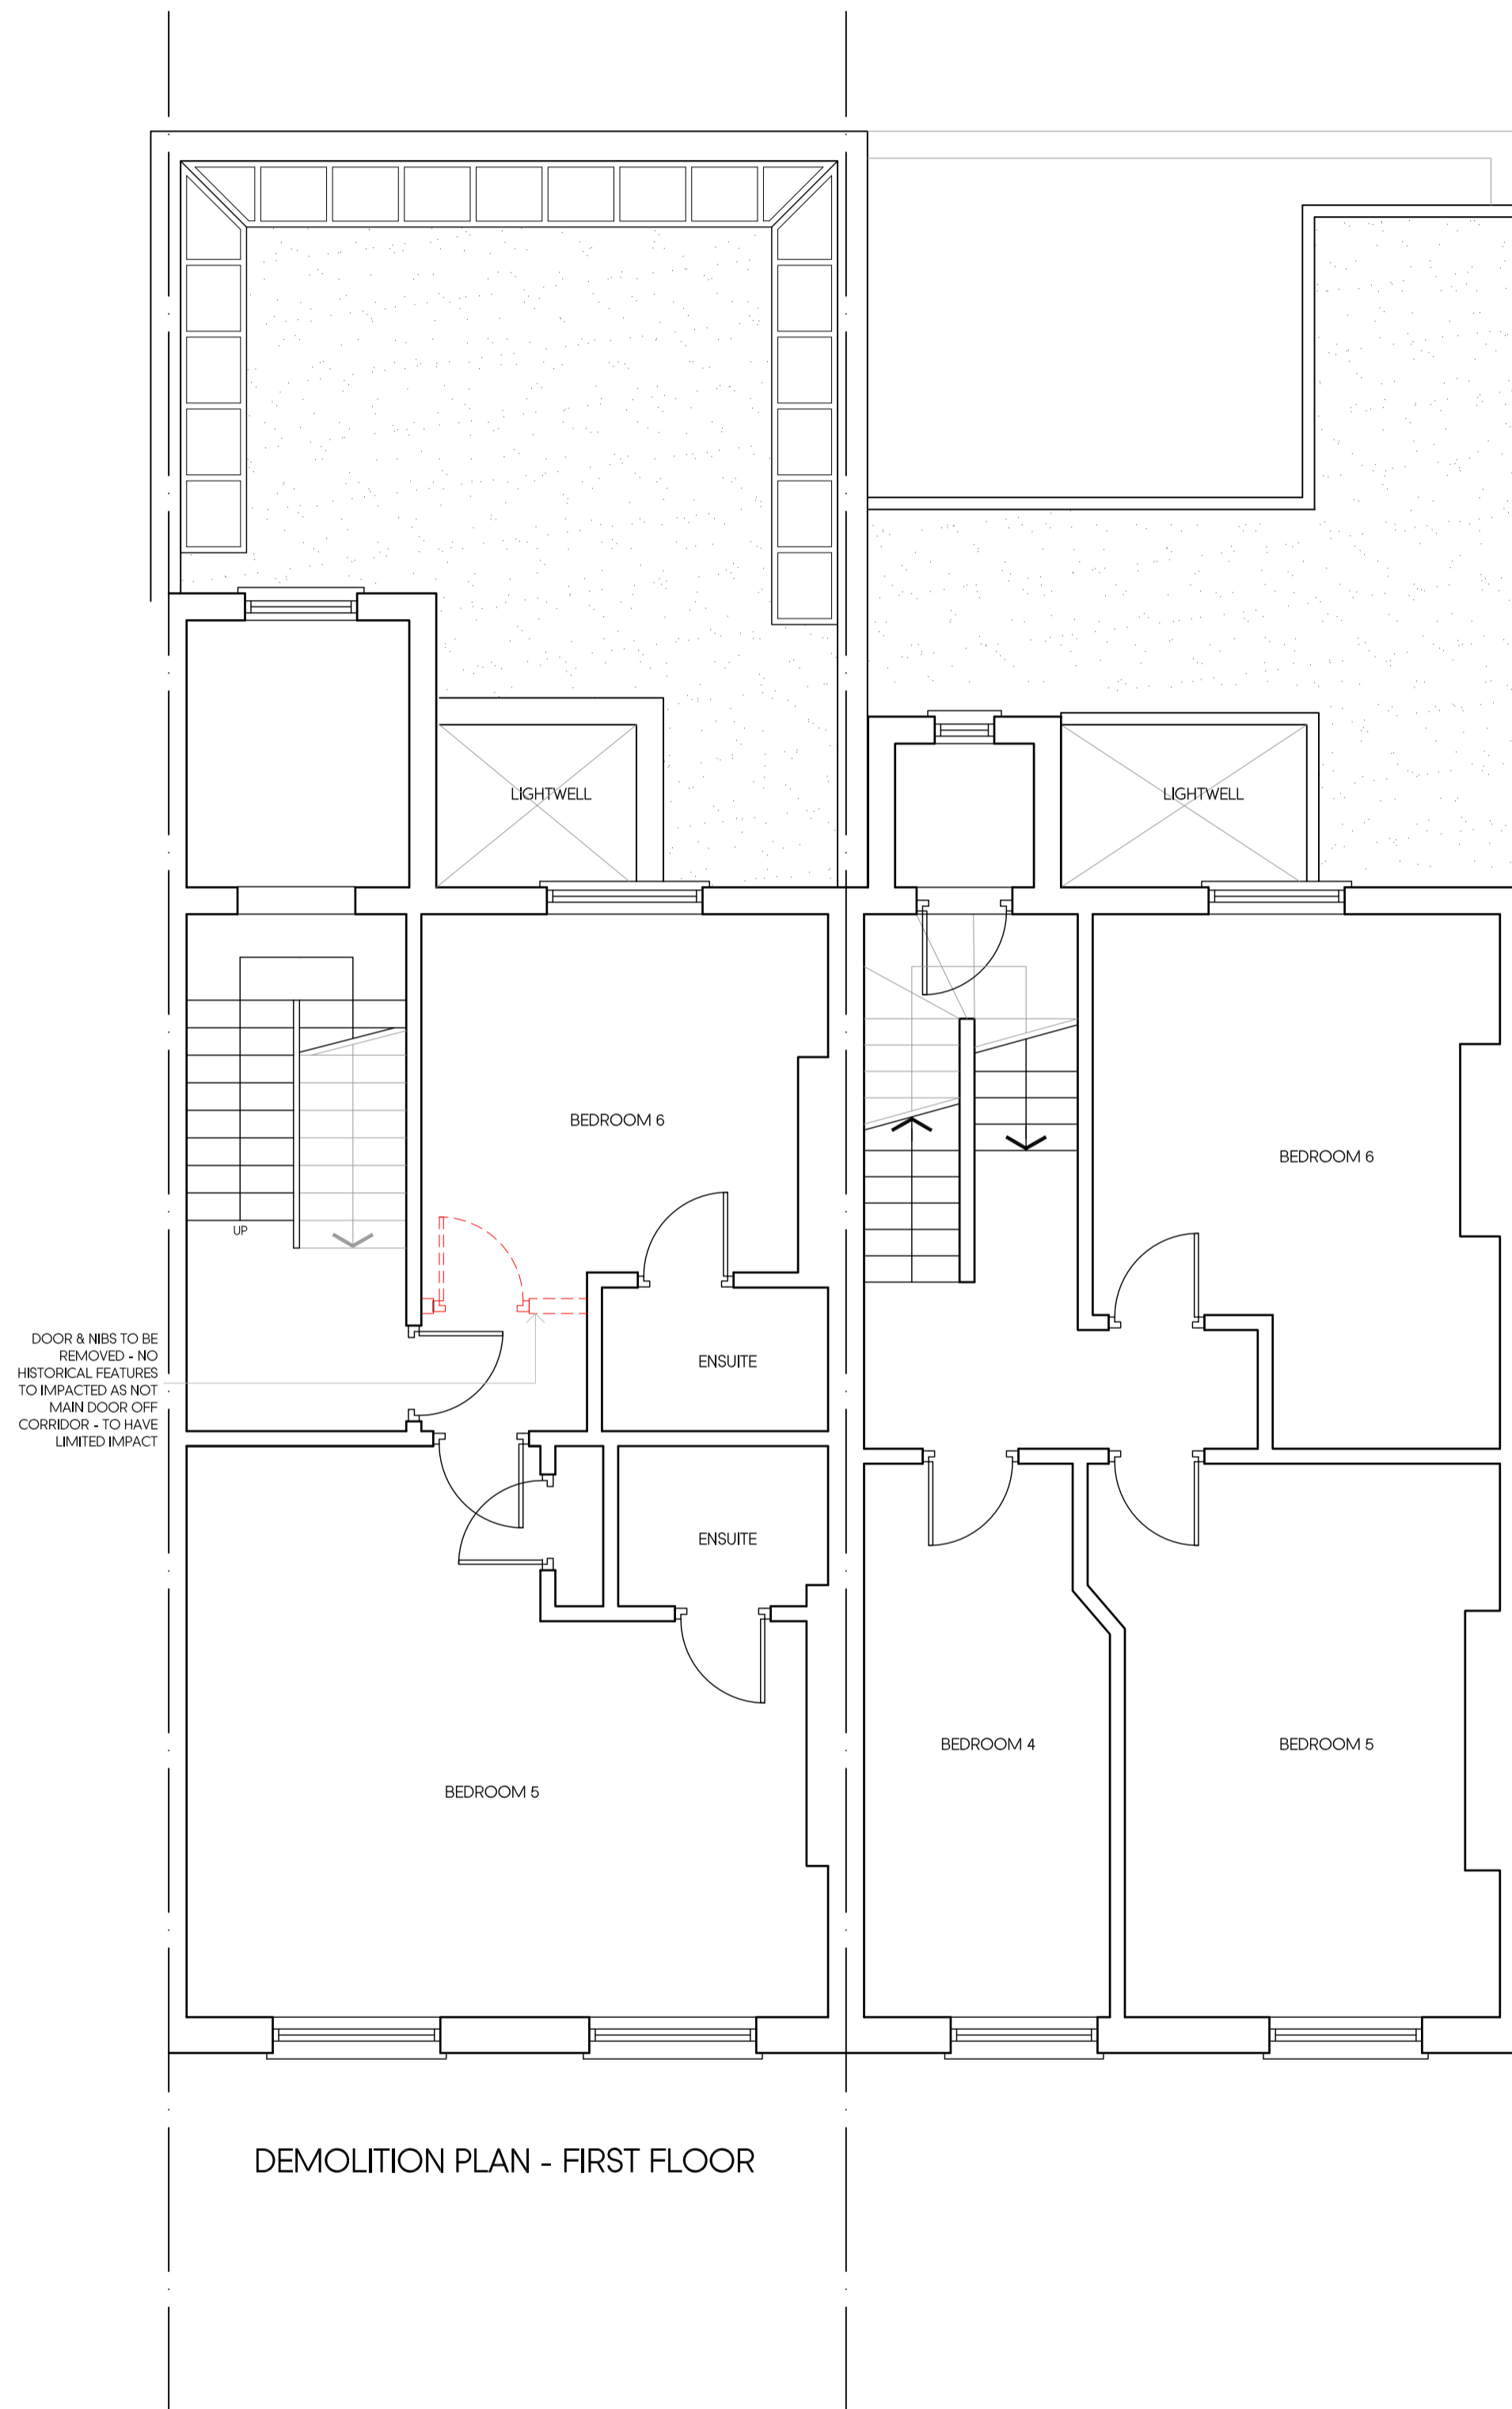 LIGHTWELL
LIGHTWELL
BEDROOM 6
BEDROOM 6
UP
DOOR & NIBS TO BE
REMOVED - NO
HISTORICAL FEATURES
TO IMPACTED AS NOT
MAIN DOOR OFF
CORRIDOR - TO HAVE
LIMITED IMPACT
ENSUITE
ENSUITE
BEDROOM 4
BEDROOM 5
BEDROOM 5
DEMOLITION PLAN - FIRST FLOOR